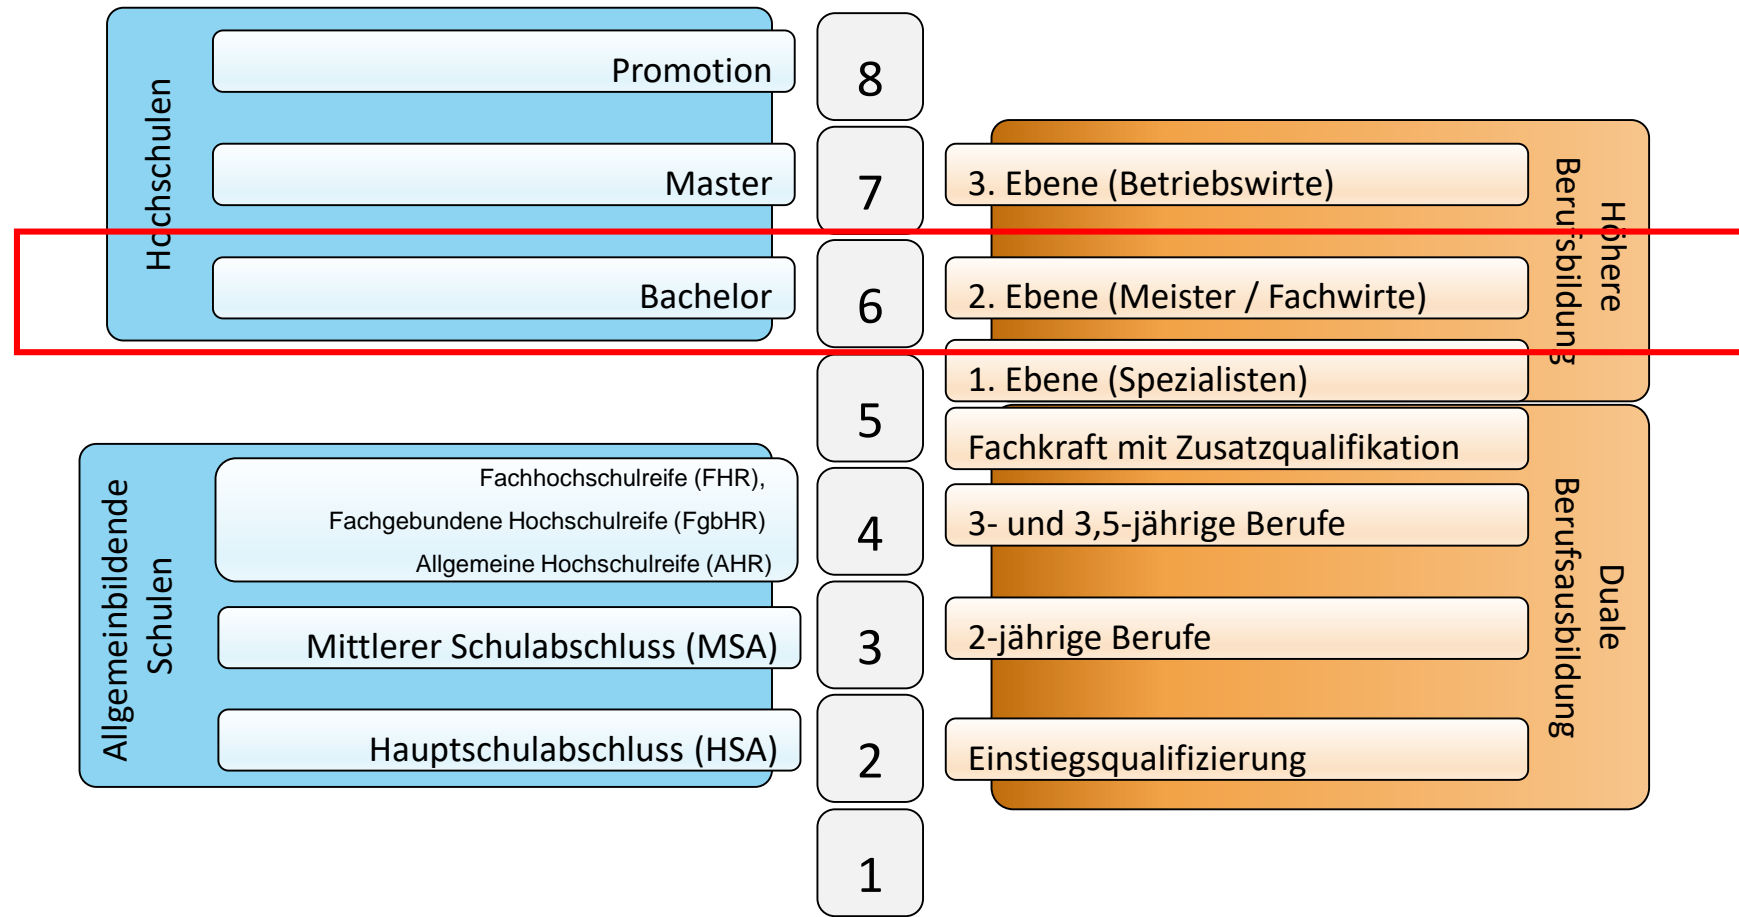 Hochschulen
Promotion
Master
Bachelor
Allgemeinbildende
Schulen
Fachhochschulreife (FHR),
Fachgebundene Hochschulreife (FgbHR)
Allgemeine Hochschulreife (AHR)
Mittlerer Schulabschluss (MSA)
Hauptschulabschluss (HSA)
8
7
6
5
4
3
2
1
3. Ebene (Betriebswirte)
2. Ebene (Meister / Fachwirte)
1. Ebene (Spezialisten)
Höhere
Berufsbildung
Fachkraft mit Zusatzqualifikation
3- und 3,5-jährige Berufe
2-jährige Berufe
Einstiegsqualifizierung
Duale
Berufsausbildung